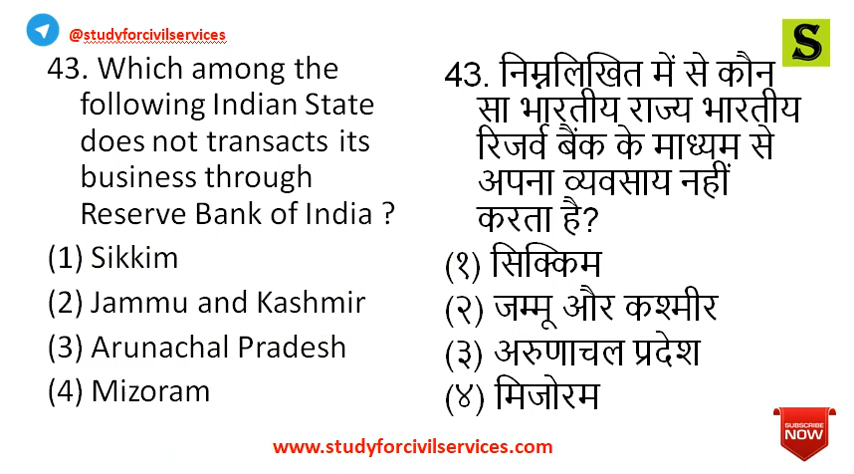 @studyforcivilservices
S
43. Which among the
following Indian State
does not transacts its
business through
Reserve Bank of India ?
(1) Sikkim
(2) Jammu and Kashmir
(3) Arunachal Pradesh
(4) Mizoram
43. निम्नलिखित में से कौन
सा भारतीय राज्य भारतीय
रिजर्व बैंक के माध्यम से
अपना व्यवसाय नहीं
करता है?
(१) सिक्किम
(२) जम्मू और कश्मीर
(३) अरुणाचल प्रदेश
(४) मिजोरम
SUBSCRIBE
NOW
www.studyforcivilservices.com